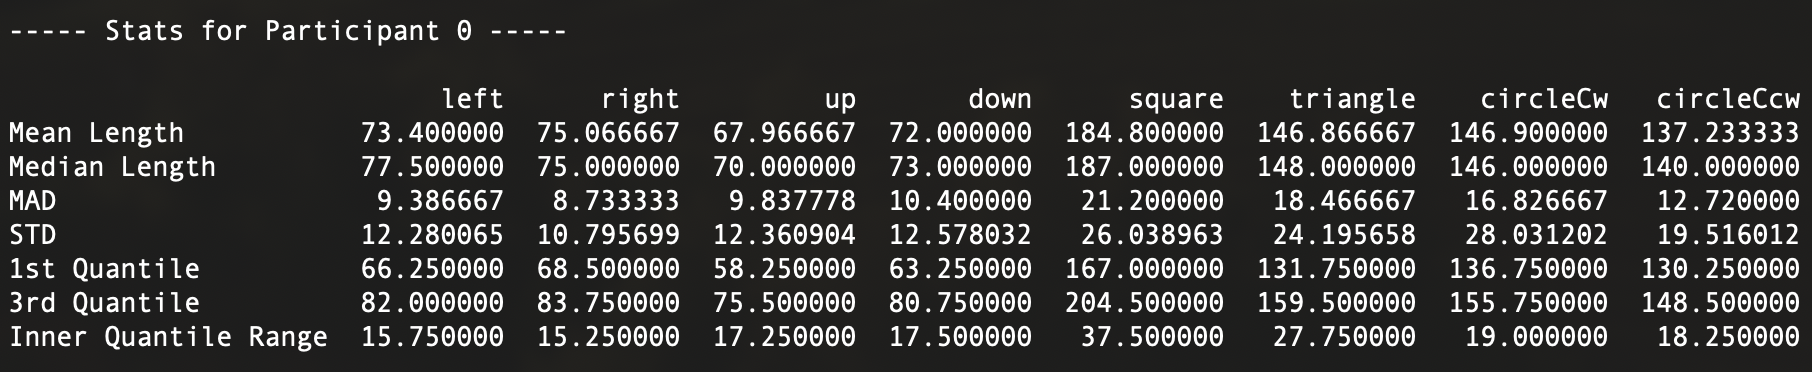 ----- Stats for Participant 0 -----
left right up down square triangle circleCw circleCcw
Mean Length 73.400000 75.066667 67.966667 72.000000 184.800000 146.866667 146.900000 137.233333
Median Length 77.500000 75.000000 70.000000 73.000000 187.000000 148.000000 146.000000 140.000000
MAD 9.386667 8.733333 9.837778 10.400000 21.200000 18.466667 16.826667 12.720000
STD 12.280065 10.795699 12.360904 12.578032 26.038963 24.195658 28.031202 19.516012
1st Quantile 66.250000 68.500000 58.250000 63.250000 167.000000 131.750000 136.750000 130.250000
3rd Quantile 82.000000 83.750000 75.500000 80.750000 204.500000 159.500000 155.750000 148.500000
Inner Quantile Range 15.750000 15.250000 17.250000 17.500000 37.500000 27.750000 19.000000 18.250000